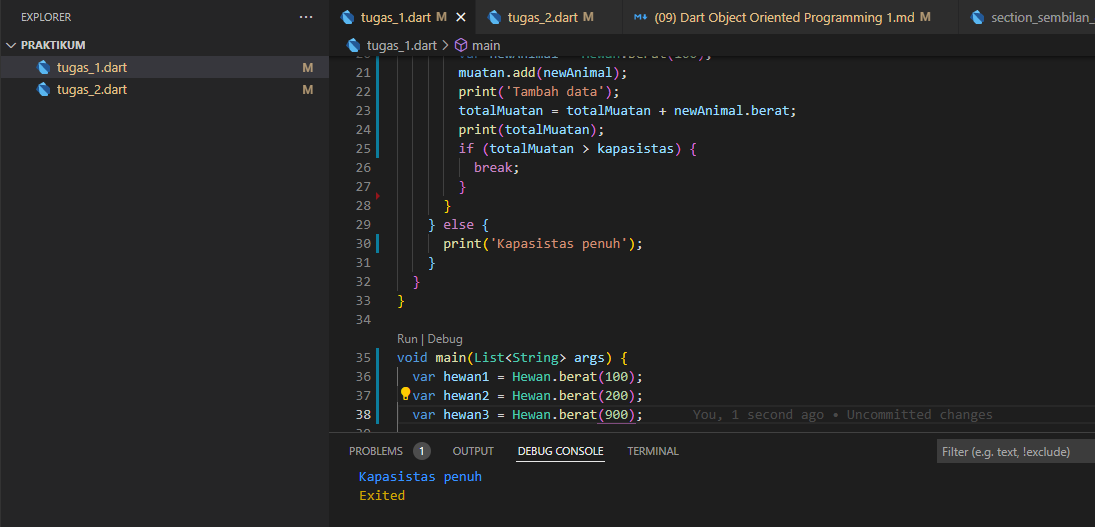 EXPLORER
PRAKTIKUM
tugas_1.dart M
tugas_2.dart M
tugas_1.dart M
tugas_2.dart M
(09) Dart Object Oriented Programming 1.md M
section_sembilan_
tugas_1.dart > main
21 muatan.add(newAnimal);
22 print('Tambah data');
23 totalMuatan = totalMuatan + newAnimal.berat;
24 print(totalMuatan);
25 if (totalMuatan > kapasistas) {
26 break;
27 }
28 }
29 } else {
30 print('Kapasistas penuh');
31 }
32 }
33 }
34
Run | Debug
35 void main(List<String> args) {
36 var hewan1 = Hewan.berat(100);
37 var hewan2 = Hewan.berat(200);
38 var hewan3 = Hewan.berat(900); You, 1 second ago • Uncommitted changes
PROBLEMS 1 OUTPUT DEBUG CONSOLE TERMINAL Filter (e.g. text, !exclude)
Kapasistas penuh
Exited